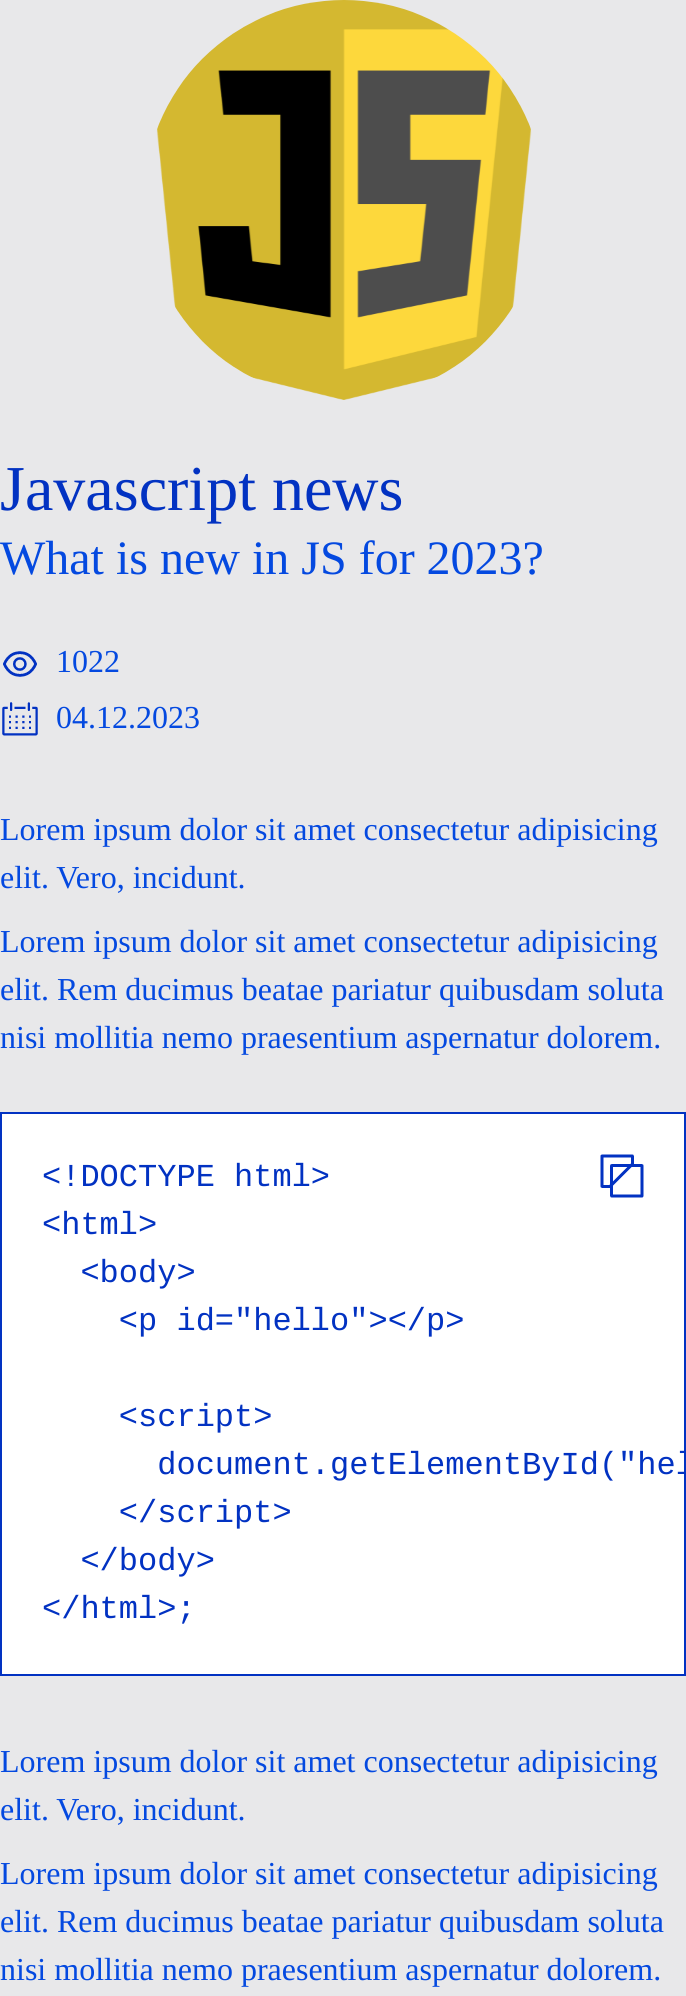 JS
Javascript news
What is new in JS for 2023?
1022
04.12.2023
Lorem ipsum dolor sit amet consectetur adipisicing
elit. Vero, incidunt.
Lorem ipsum dolor sit amet consectetur adipisicing
elit. Rem ducimus beatae pariatur quibusdam soluta
nisi mollitia nemo praesentium aspernatur dolorem.
<!DOCTYPE html>
<html>
  <body>
    <p id="hello"></p>
    <script>
      document.getElementById("hel
    </script>
  </body>
</html>;
Lorem ipsum dolor sit amet consectetur adipisicing
elit. Vero, incidunt.
Lorem ipsum dolor sit amet consectetur adipisicing
elit. Rem ducimus beatae pariatur quibusdam soluta
nisi mollitia nemo praesentium aspernatur dolorem.